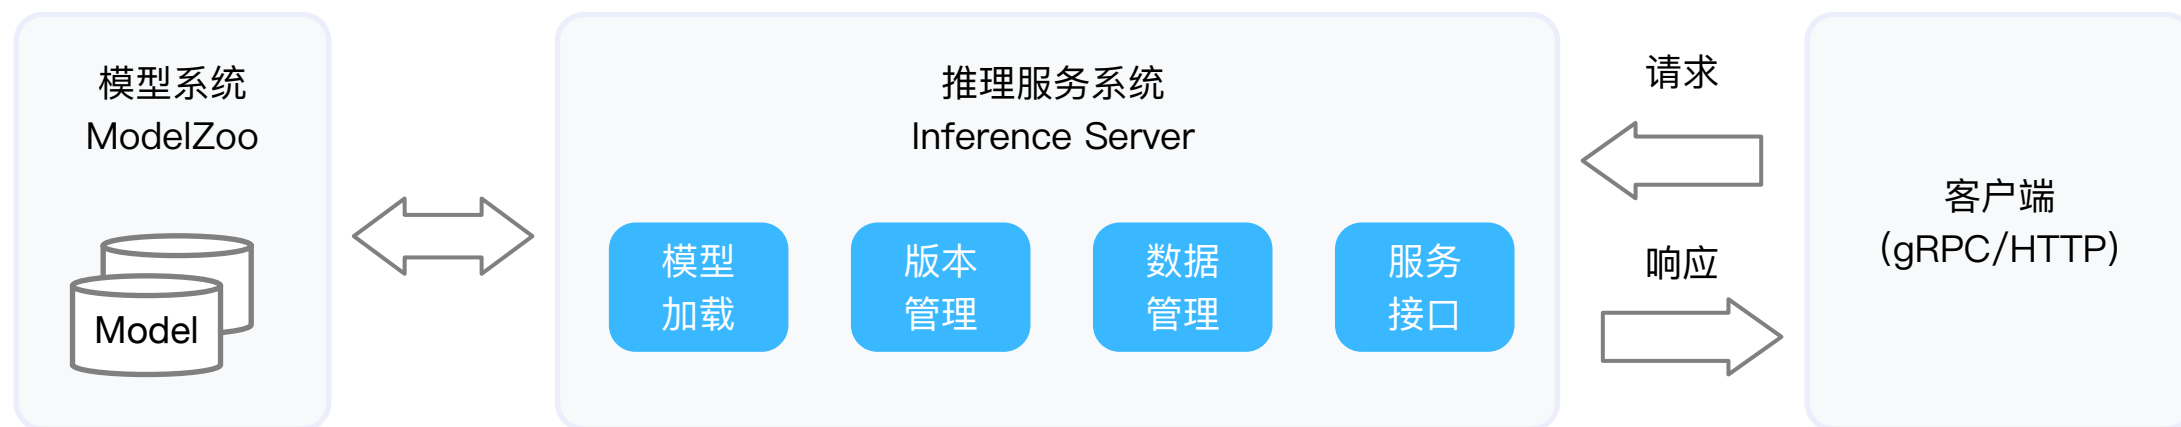 模型系统
ModelZoo
Model
推理服务系统
Inference Server
模型
加载
版本
管理
数据
管理
服务
接口
请求
响应
客户端
(gRPC/HTTP)